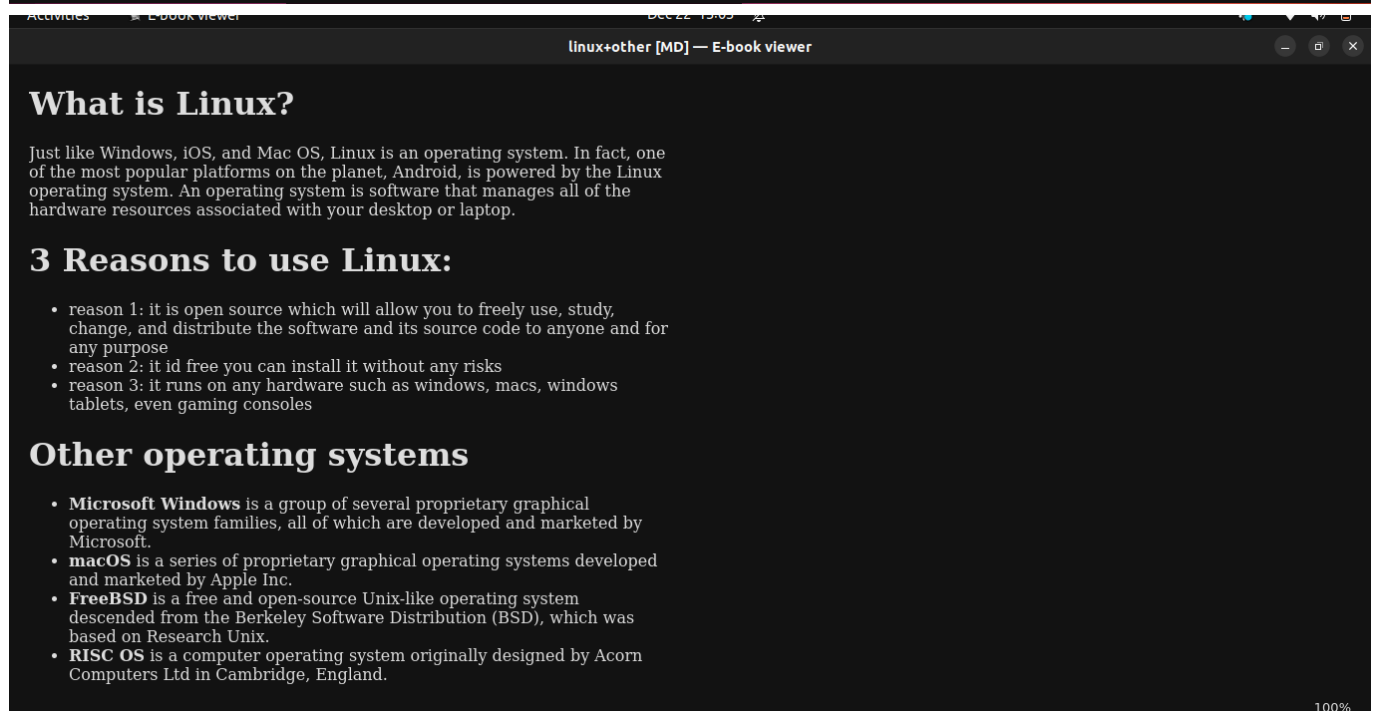 Activities E-book viewer Dec 22 15:05
linux+other [MD] — E-book viewer
What is Linux?
Just like Windows, iOS, and Mac OS, Linux is an operating system. In fact, one
of the most popular platforms on the planet, Android, is powered by the Linux
operating system. An operating system is software that manages all of the
hardware resources associated with your desktop or laptop.
3 Reasons to use Linux:
• reason 1: it is open source which will allow you to freely use, study,
change, and distribute the software and its source code to anyone and for
any purpose
• reason 2: it id free you can install it without any risks
• reason 3: it runs on any hardware such as windows, macs, windows
tablets, even gaming consoles
Other operating systems
• Microsoft Windows is a group of several proprietary graphical
operating system families, all of which are developed and marketed by
Microsoft.
• macOS is a series of proprietary graphical operating systems developed
and marketed by Apple Inc.
• FreeBSD is a free and open-source Unix-like operating system
descended from the Berkeley Software Distribution (BSD), which was
based on Research Unix.
• RISC OS is a computer operating system originally designed by Acorn
Computers Ltd in Cambridge, England.
100%